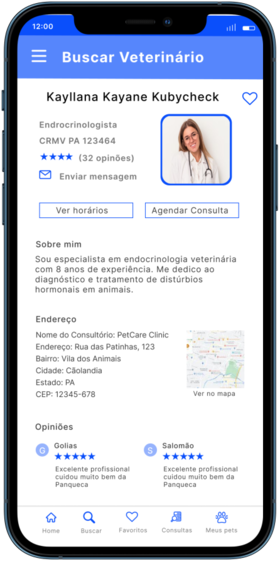 12:00
Buscar Veterinário
Kayllana Kayane Kubycheck
Endrocrinologista
CRMV PA 123464
(32 opiniões)
Enviar mensagem
Ver horários
Agendar Consulta
Sobre mim
Sou especialista em endocrinologia veterinária
com 8 anos de experiência. Me dedico ao
diagnóstico e tratamento de distúrbios
hormonais em animais.
Endereço
Nome do Consultório: PetCare Clinic
Endereço: Rua das Patinhas, 123
Bairro: Vila dos Animais
Cidade: Cãolandia
Estado: PA
CEP: 12345-678
Ver no mapa
Opiniões
G
Golias
Excelente profissional
cuidou muito bem da
Panqueca
S
Salomão
Excelente profissional
cuidou muito bem da
Panqueca
Home
Buscar
Favoritos
Consultas
Meus pets